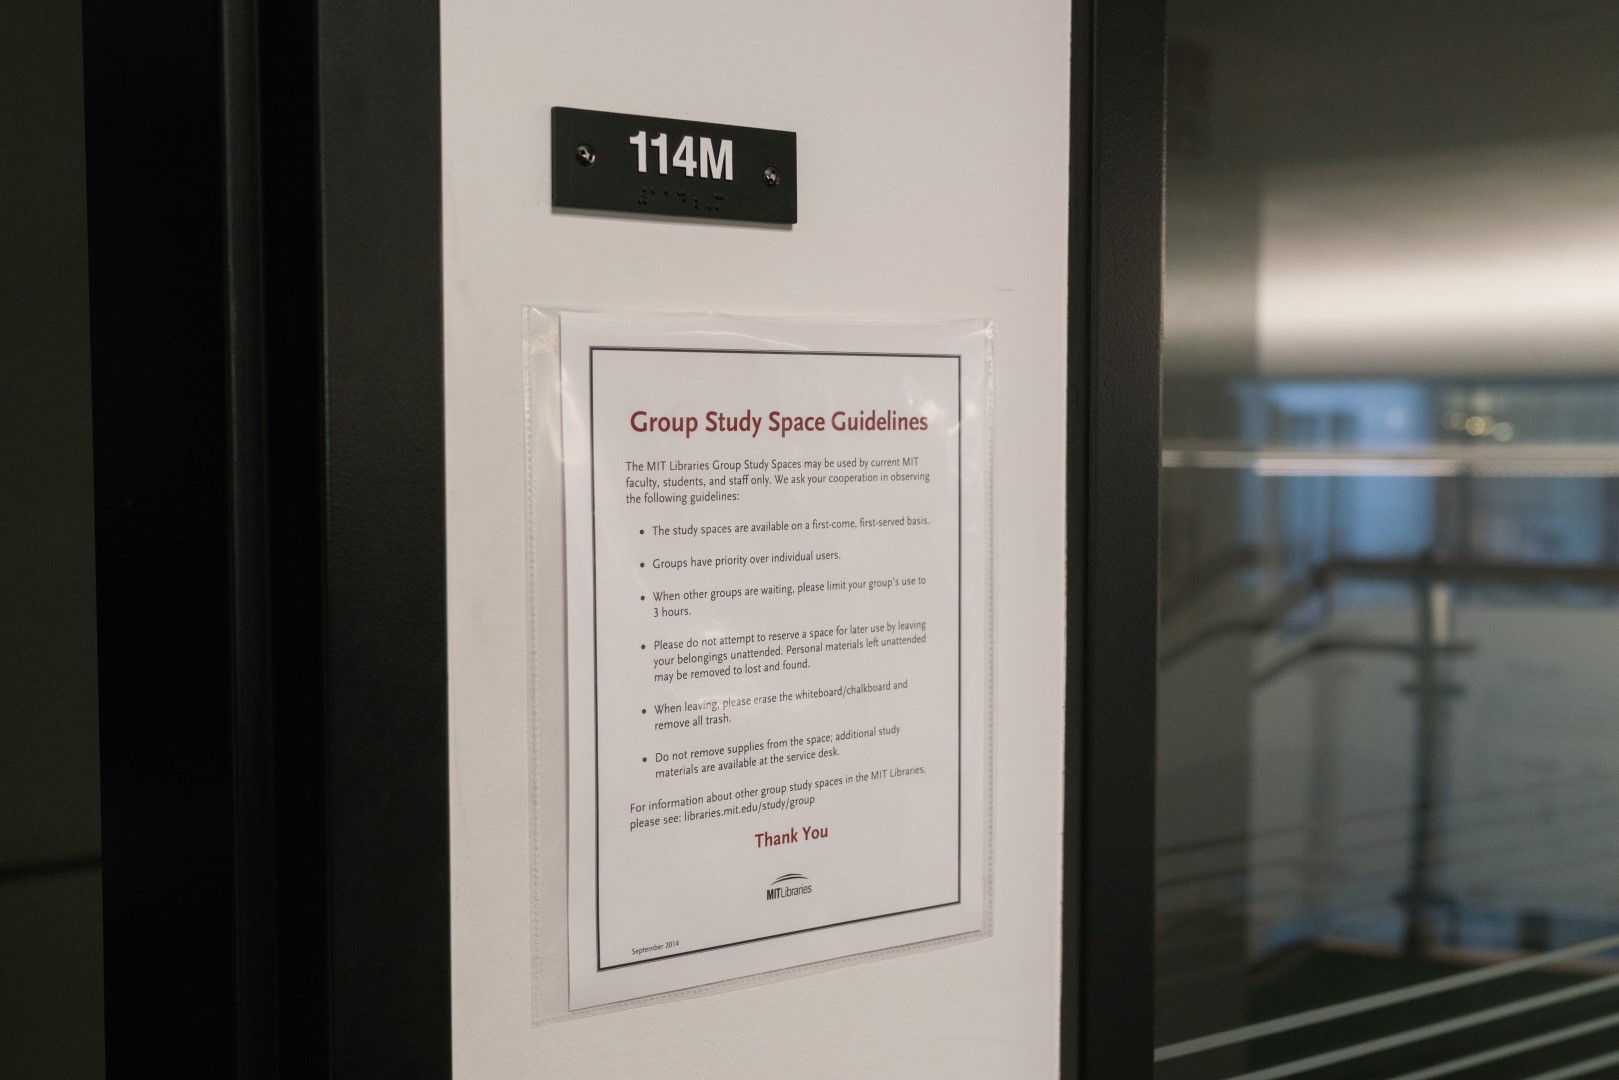 114M
Group Study Space Guidelines
The MIT Libraries Group Study Spaces may be used by current MIT
faculty, students, and staff only. We ask your cooperation in observing
the following guidelines:
• The study spaces are available on a first-come, first-served basis.
• Groups have priority over individual users.
• When other groups are waiting, please limit your group's use to
3 hours.
• Please do not attempt to reserve a space for later use by leaving
your belongings unattended. Personal materials left unattended
may be removed to lost and found.
• When leaving, please erase the whiteboard/chalkboard and
remove all trash.
• Do not remove supplies from the space; additional study
materials are available at the service desk.
For information about other group study spaces in the MIT Libraries,
please see: libraries.mit.edu/study/group
Thank You
MITLibraries
September 2014